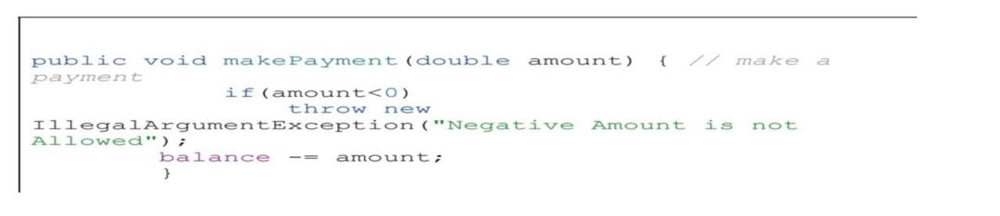 public void makePayment(double amount) { // make a
payment
if(amount<0)
throw new
IllegalArgumentException("Negative Amount is not
Allowed");
balance -= amount;
}